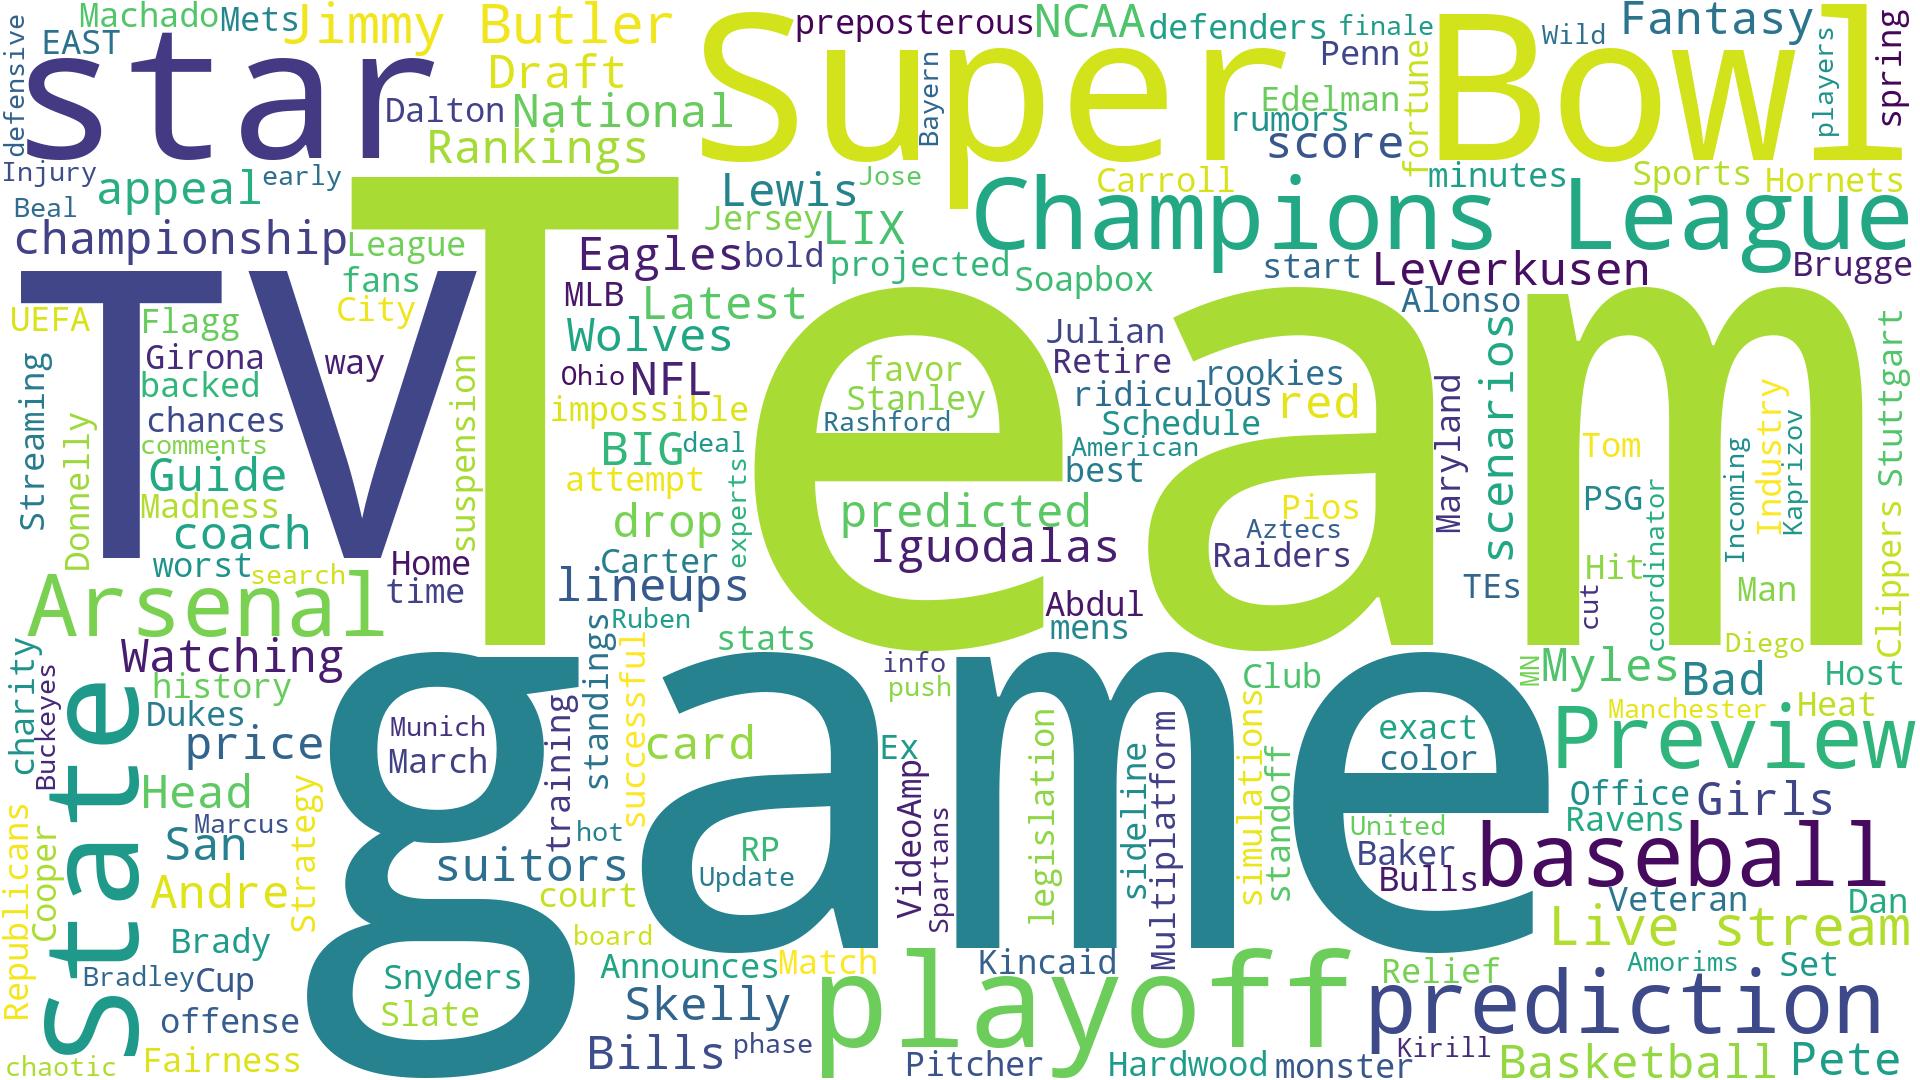 Machado Mets Jimmy Butler preposterous NCAA defenders finale Wild Fantasy
defensive EAST star Draft Super Bowl Penn players spring
Dalton National Bayern Edelman rumors fortune
Rankings score
Injury appeal early Lewis Jose Carroll minutes Sports Hornets
Beal championship League Jersey LIX Champions League
Eagles bold projected Soapbox start Leverkusen Brugge
fans MLB Latest Alonso
TV Team
UEFA Flagg City Wolves Julian scenarios Stuttgart
Streaming Girona way suspension Ohio NFL favor Retire rookies
backed impossible Stanley ridiculous red Maryland Industry
Donnelly chances Rashford Schedule Kaprizov
comments BIG deal American Tom Incoming
Guide attempt experts best
Madness drop predicted Pios PSG coordinator
coach Iguodalas Aztecs Raiders
worst search Home Carter Hit Clippers
Arsenal time lineups Abdul TEs cut Man
Ruben mens
game
charity Watching standings successful stats info Club MN Myles Bad Diego Host
State Buckeyes history push
Dukes Munich training simulations exact Manchester Heat
price March card Ex legislation sideline Multiplatform standoff color Preview
Head VideoAmp Office Girls
Republicans Cooper Marcus Strategy hot Spartans United Ravens
San suitors RP Baker baseball
Andre court Update Bulls Veteran Dan
Brady board Live stream
Bradley Cup Snyders Announces Match Kincaid Relief Amorims Set
offense Slate Skelly playoff prediction
chaotic Fairness Bills phase Pitcher Hardwood monster Kirill Basketball Pete